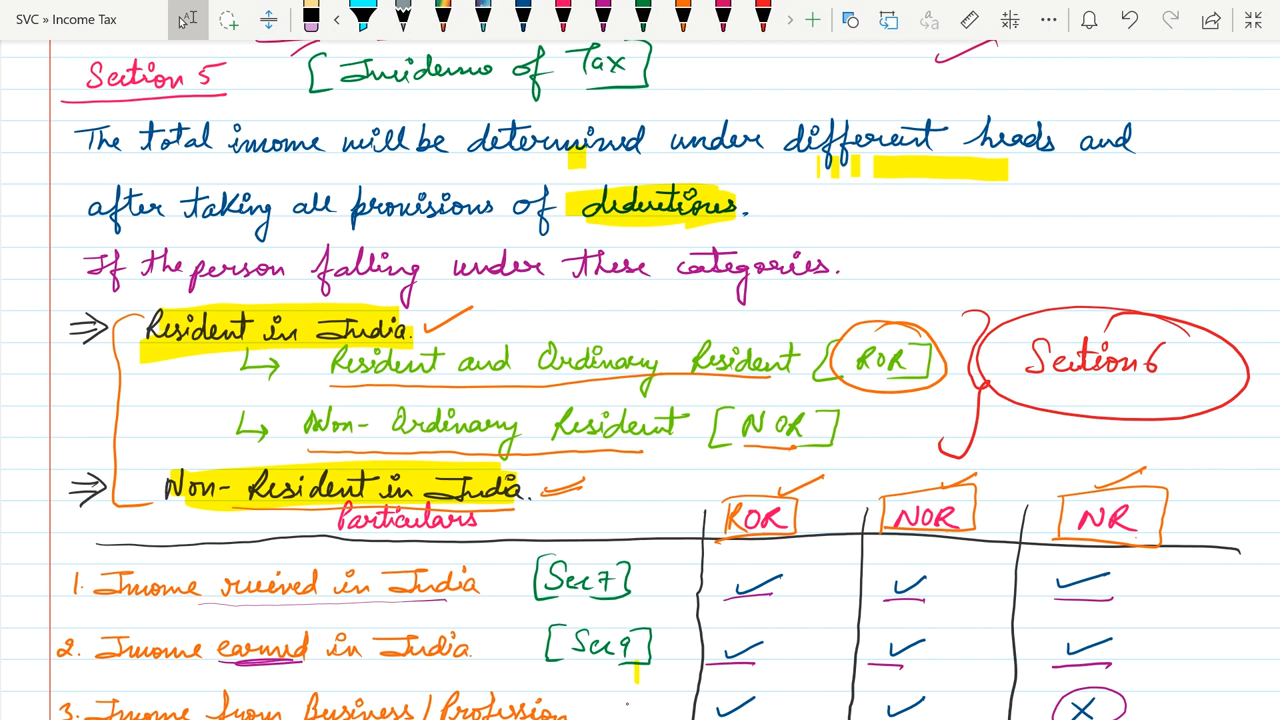 SVC » Income Tax
Section 5 [Incidence of Tax]
The total income will be determined under different heads and
after taking all provisions of deductions.
If the person falling under these categories.
⇒ Resident in India. ✓
↳ Resident and Ordinary Resident [ROR] Section 6
↳ Non-Ordinary Resident [NOR]
⇒ Non-Resident in India. ✓
Particulars ROR NOR NR
1. Income received in India [Sec 7] ✓ ✓ ✓
2. Income earned in India. [Sec 9] ✓ ✓ ✓
3. Income from Business/Profession ✓ ✓ X